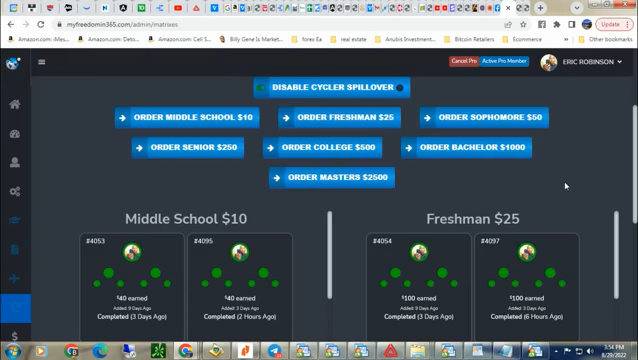 myfreedomin365.com/admin/matrixes
Update
Amazon.com: iMes...
Amazon.com: Deto...
Amazon.com: Cell S...
Billy Gene Is Market...
forex Ea
real estate
Anubis Investment C...
Bitcoin Retailers
Ecommerce
Other bookmarks
Cancel Pro
Active Pro Member
ERIC ROBINSON
DISABLE CYCLER SPILLOVER
ORDER MIDDLE SCHOOL $10
ORDER FRESHMAN $25
ORDER SOPHOMORE $50
ORDER SENIOR $250
ORDER COLLEGE $500
ORDER BACHELOR $1000
ORDER MASTERS $2500
Middle School $10
Freshman $25
#4053
#4095
#4054
#4097
$40 earned
$40 earned
$100 earned
$100 earned
Added: 3 Days Ago
Added: 3 Days Ago
Added: 3 Days Ago
Added: 3 Days Ago
Completed (3 Days Ago)
Completed (2 Hours Ago)
Completed (3 Days Ago)
Completed (6 Hours Ago)
3:54 PM
8/29/2022